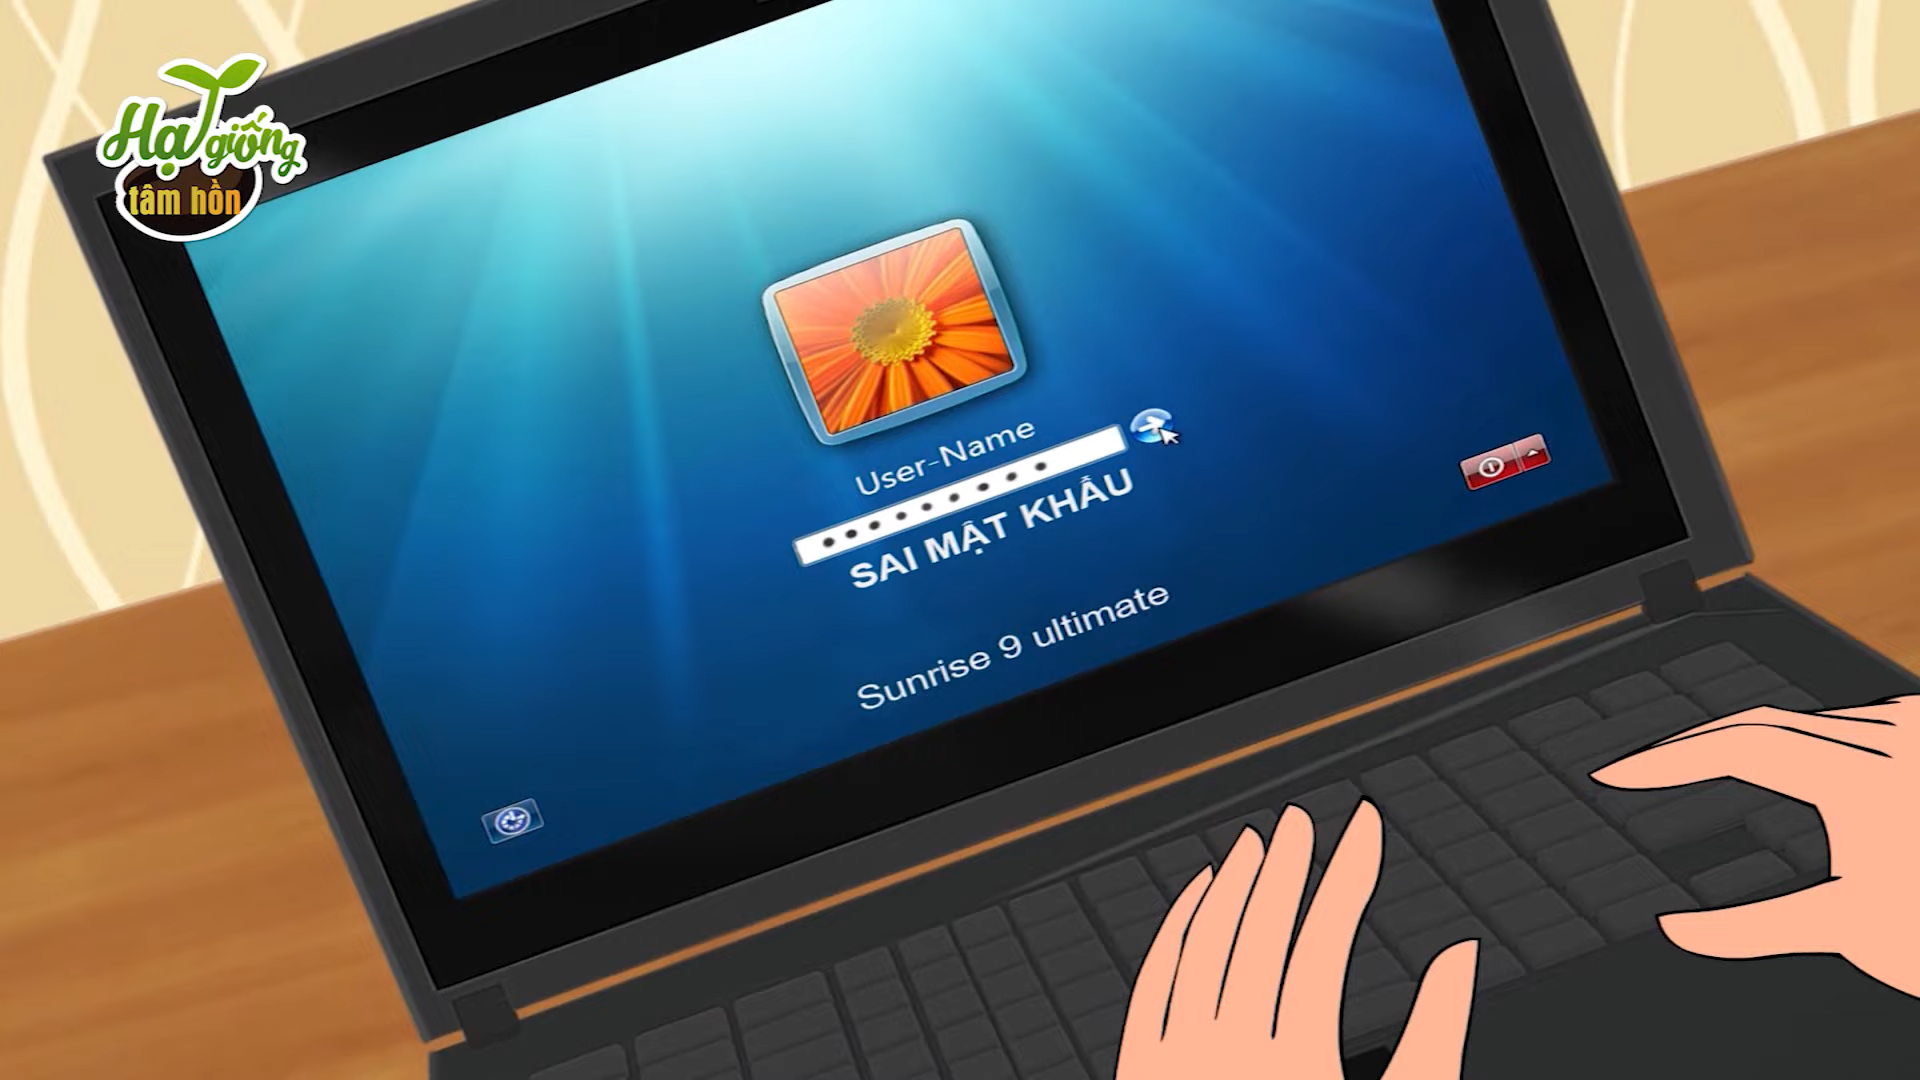 Hạt giống
tâm hồn
User-Name
SAI MẬT KHẨU
Sunrise 9 ultimate